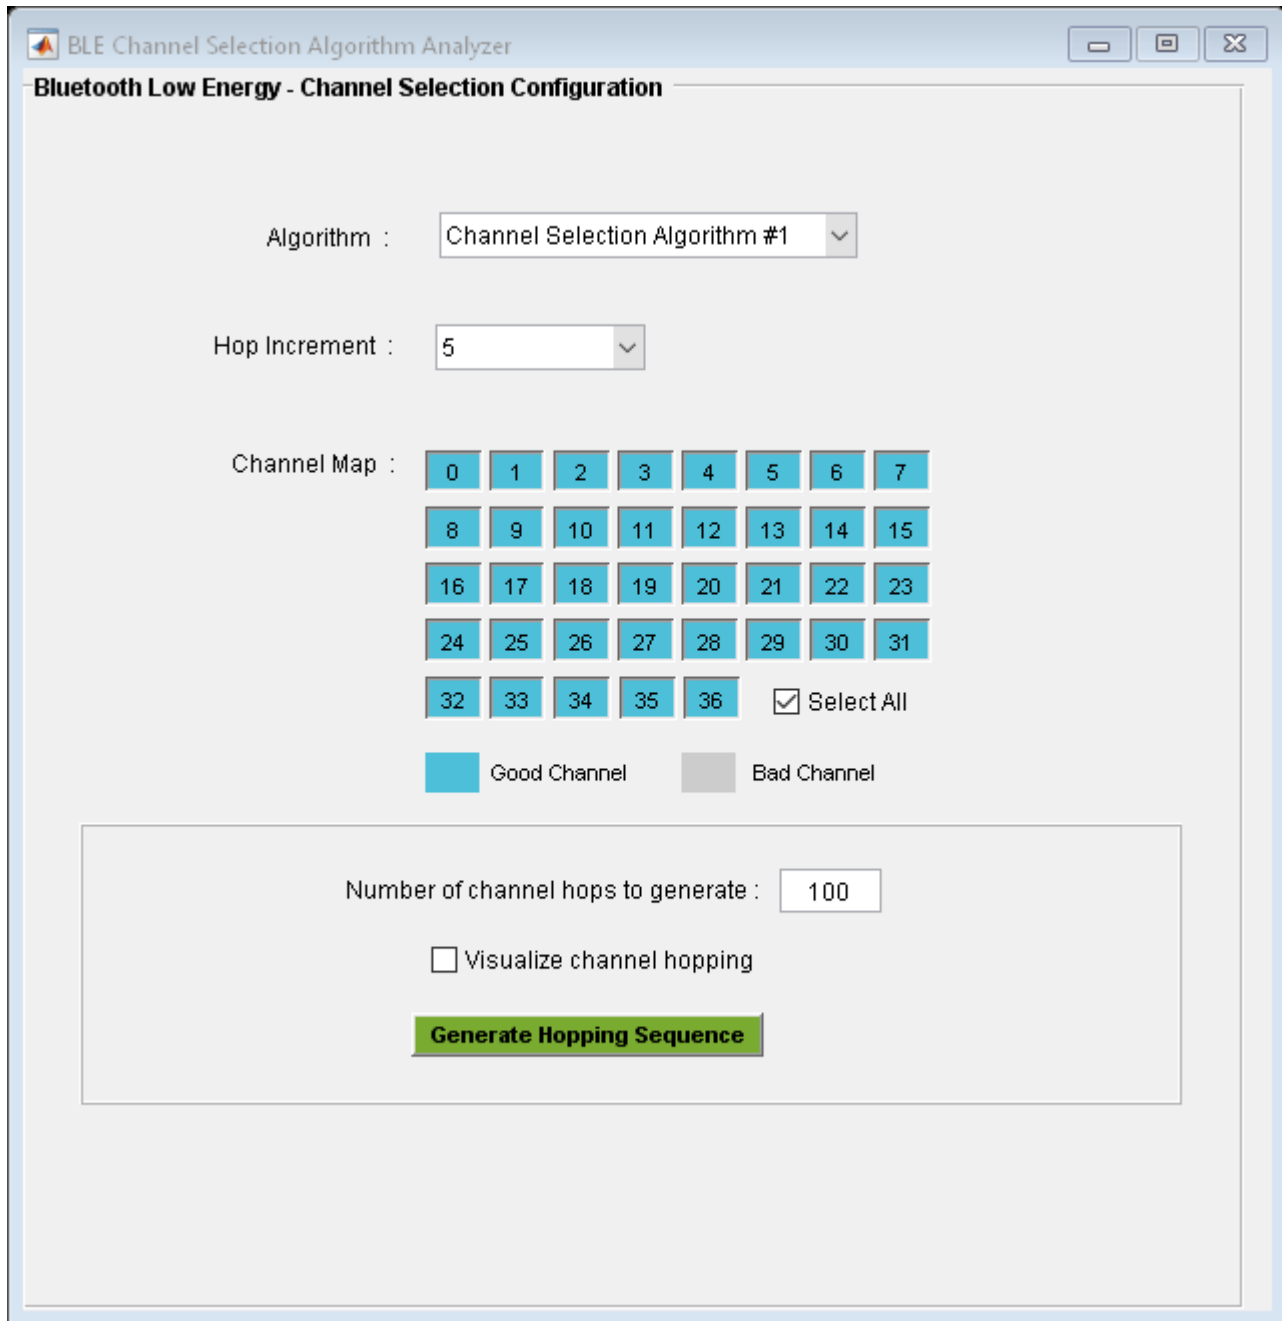 BLE Channel Selection Algorithm Analyzer
Bluetooth Low Energy - Channel Selection Configuration
Algorithm :
Channel Selection Algorithm #1
Hop Increment :
5
Channel Map :
0 1 2 3 4 5 6 7
8 9 10 11 12 13 14 15
16 17 18 19 20 21 22 23
24 25 26 27 28 29 30 31
32 33 34 35 36 Select All
Good Channel Bad Channel
Number of channel hops to generate : 100
Visualize channel hopping
Generate Hopping Sequence